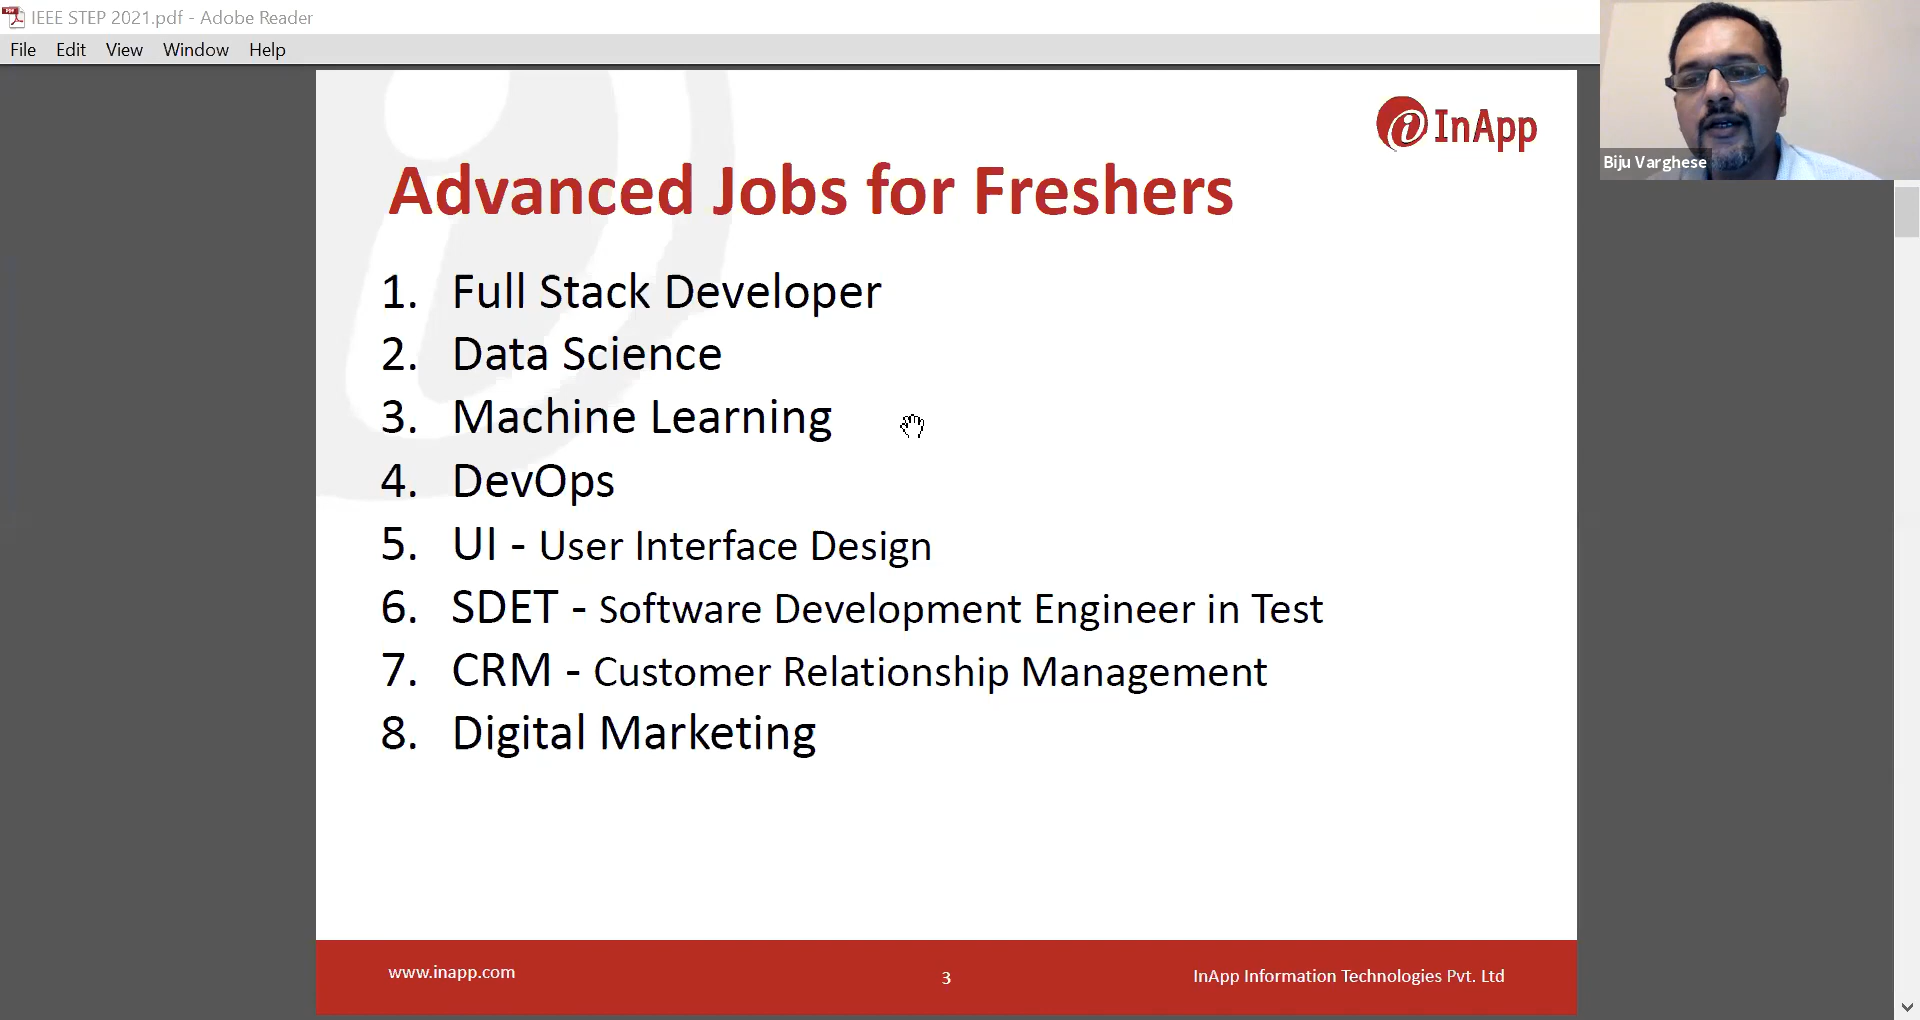 IEEE STEP 2021.pdf - Adobe Reader
File Edit View Window Help
Biju Varghese
InApp
Advanced Jobs for Freshers
1. Full Stack Developer
2. Data Science
3. Machine Learning
4. DevOps
5. UI - User Interface Design
6. SDET - Software Development Engineer in Test
7. CRM - Customer Relationship Management
8. Digital Marketing
www.inapp.com
3
InApp Information Technologies Pvt. Ltd